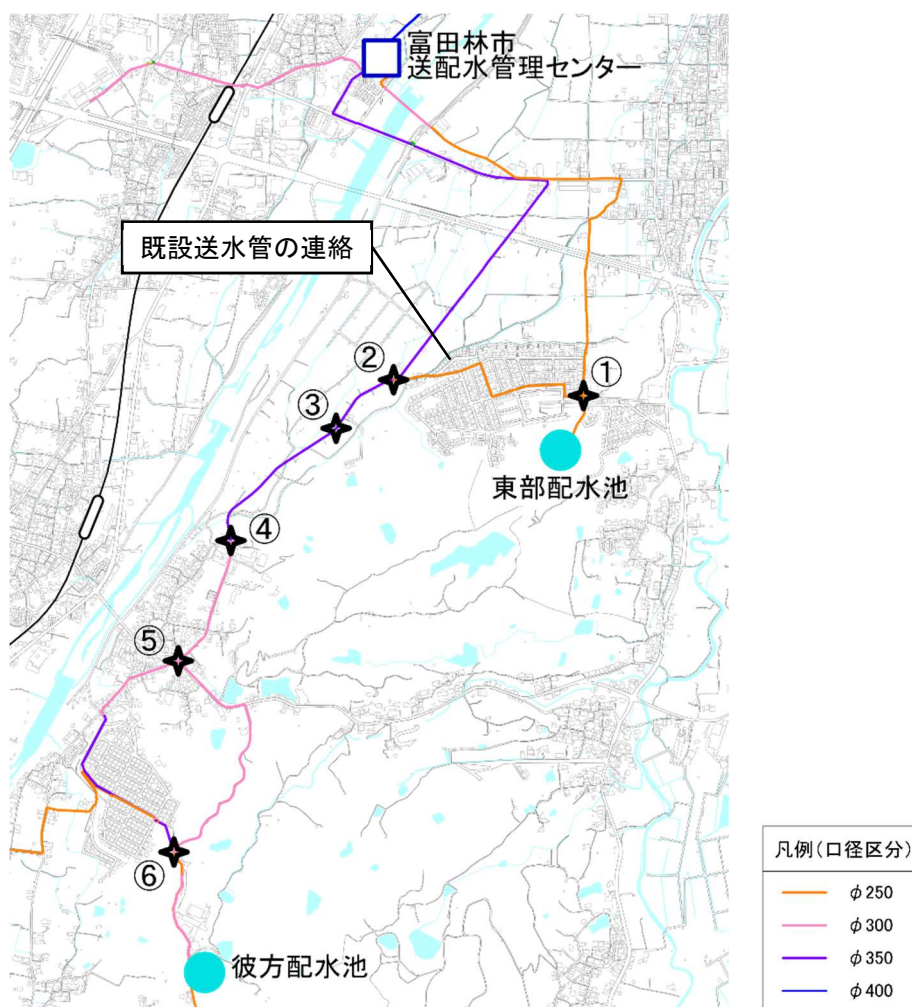 富田林市
送配水管理センター
既設送水管の連絡
①
②
③
東部配水池
④
⑤
⑥
彼方配水池
凡例(口径区分)
φ250
φ300
φ350
φ400